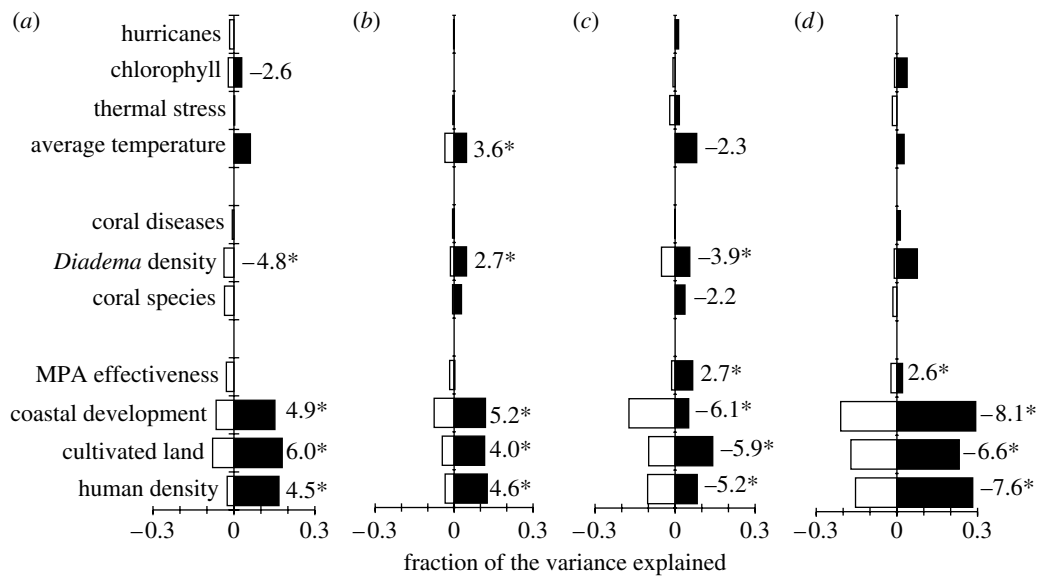 (a) (b) (c) (d)
hurricanes
chlorophyll −2.6
thermal stress
average temperature 3.6* −2.3
coral diseases
Diadema density −4.8* 2.7* −3.9*
coral species −2.2
MPA effectiveness 2.7* 2.6*
coastal development 4.9* 5.2* −6.1* −8.1*
cultivated land 6.0* 4.0* −5.9* −6.6*
human density 4.5* 4.6* −5.2* −7.6*
−0.3 0 0.3 −0.3 0 0.3 −0.3 0 0.3 −0.3 0 0.3
fraction of the variance explained